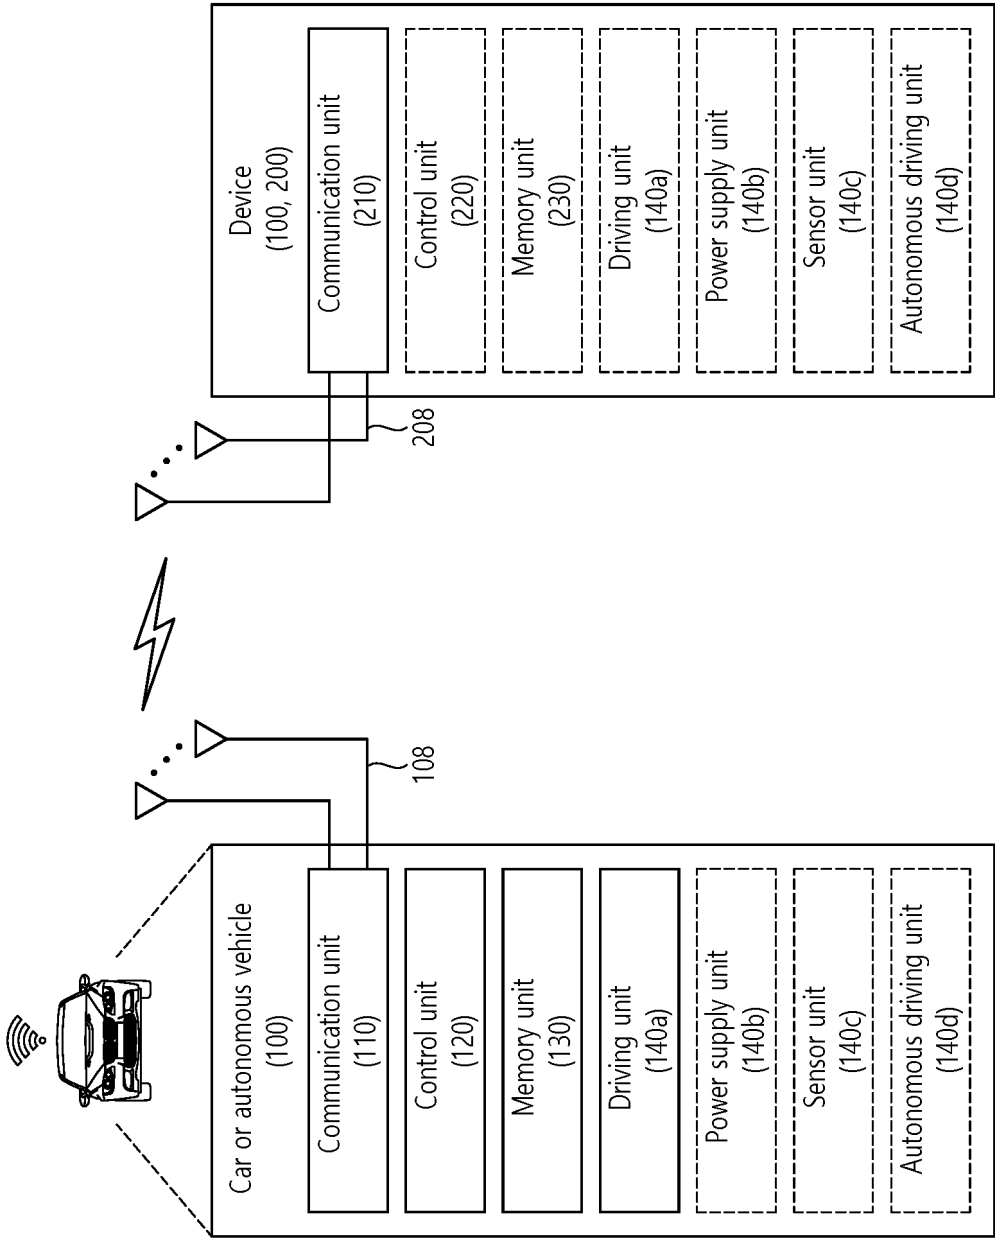 Car or autonomous vehicle
(100)
Communication unit
(110)
Control unit
(120)
Memory unit
(130)
Driving unit
(140a)
Power supply unit
(140b)
Sensor unit
(140c)
Autonomous driving unit
(140d)
108
208
Device
(100, 200)
Communication unit
(210)
Control unit
(220)
Memory unit
(230)
Driving unit
(140a)
Power supply unit
(140b)
Sensor unit
(140c)
Autonomous driving unit
(140d)